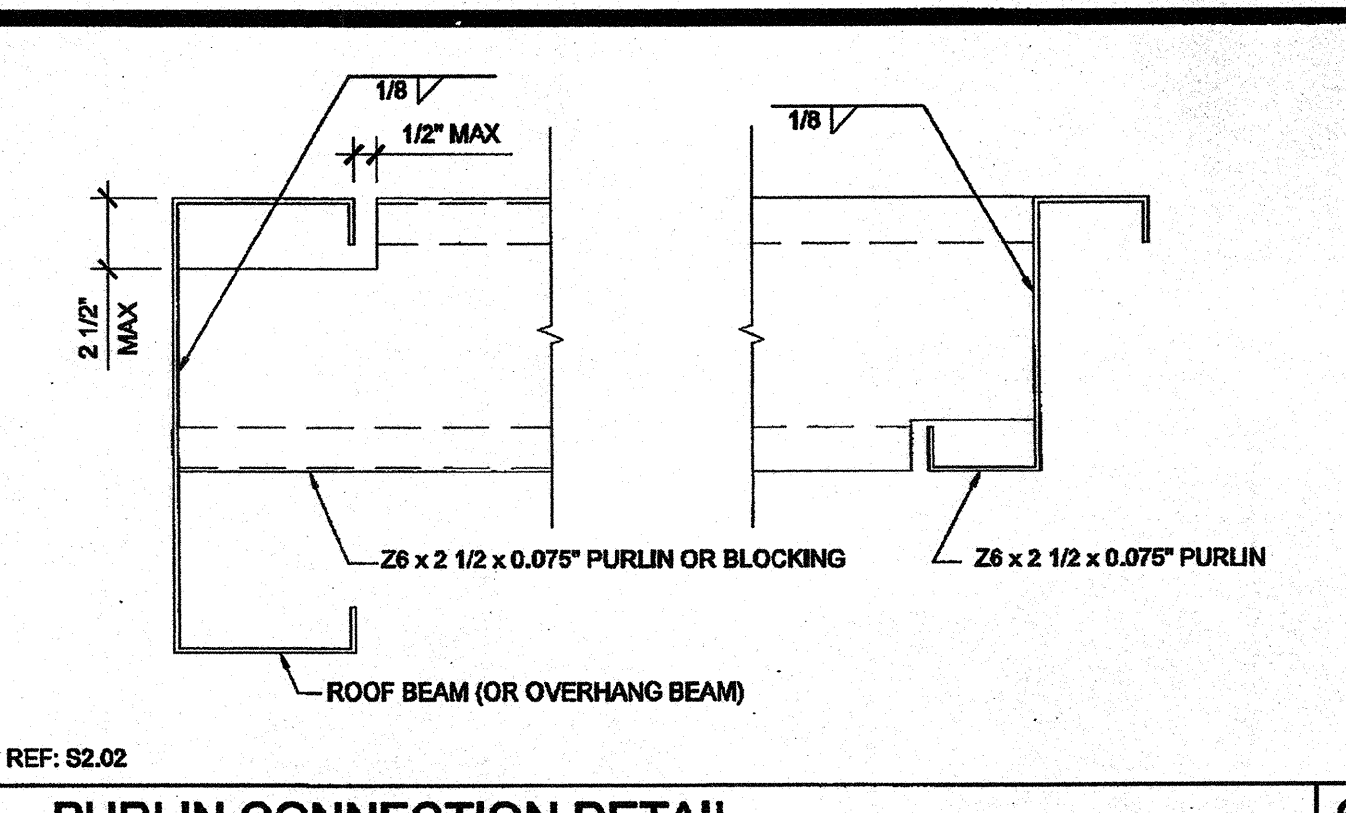 1/8
1/2" MAX
1/8
2 1/2"
MAX
Z6 x 2 1/2 x 0.075" PURLIN OR BLOCKING
Z6 x 2 1/2 x 0.075" PURLIN
ROOF BEAM (OR OVERHANG BEAM)
REF: S2.02
PURLIN CONNECTION DETAIL